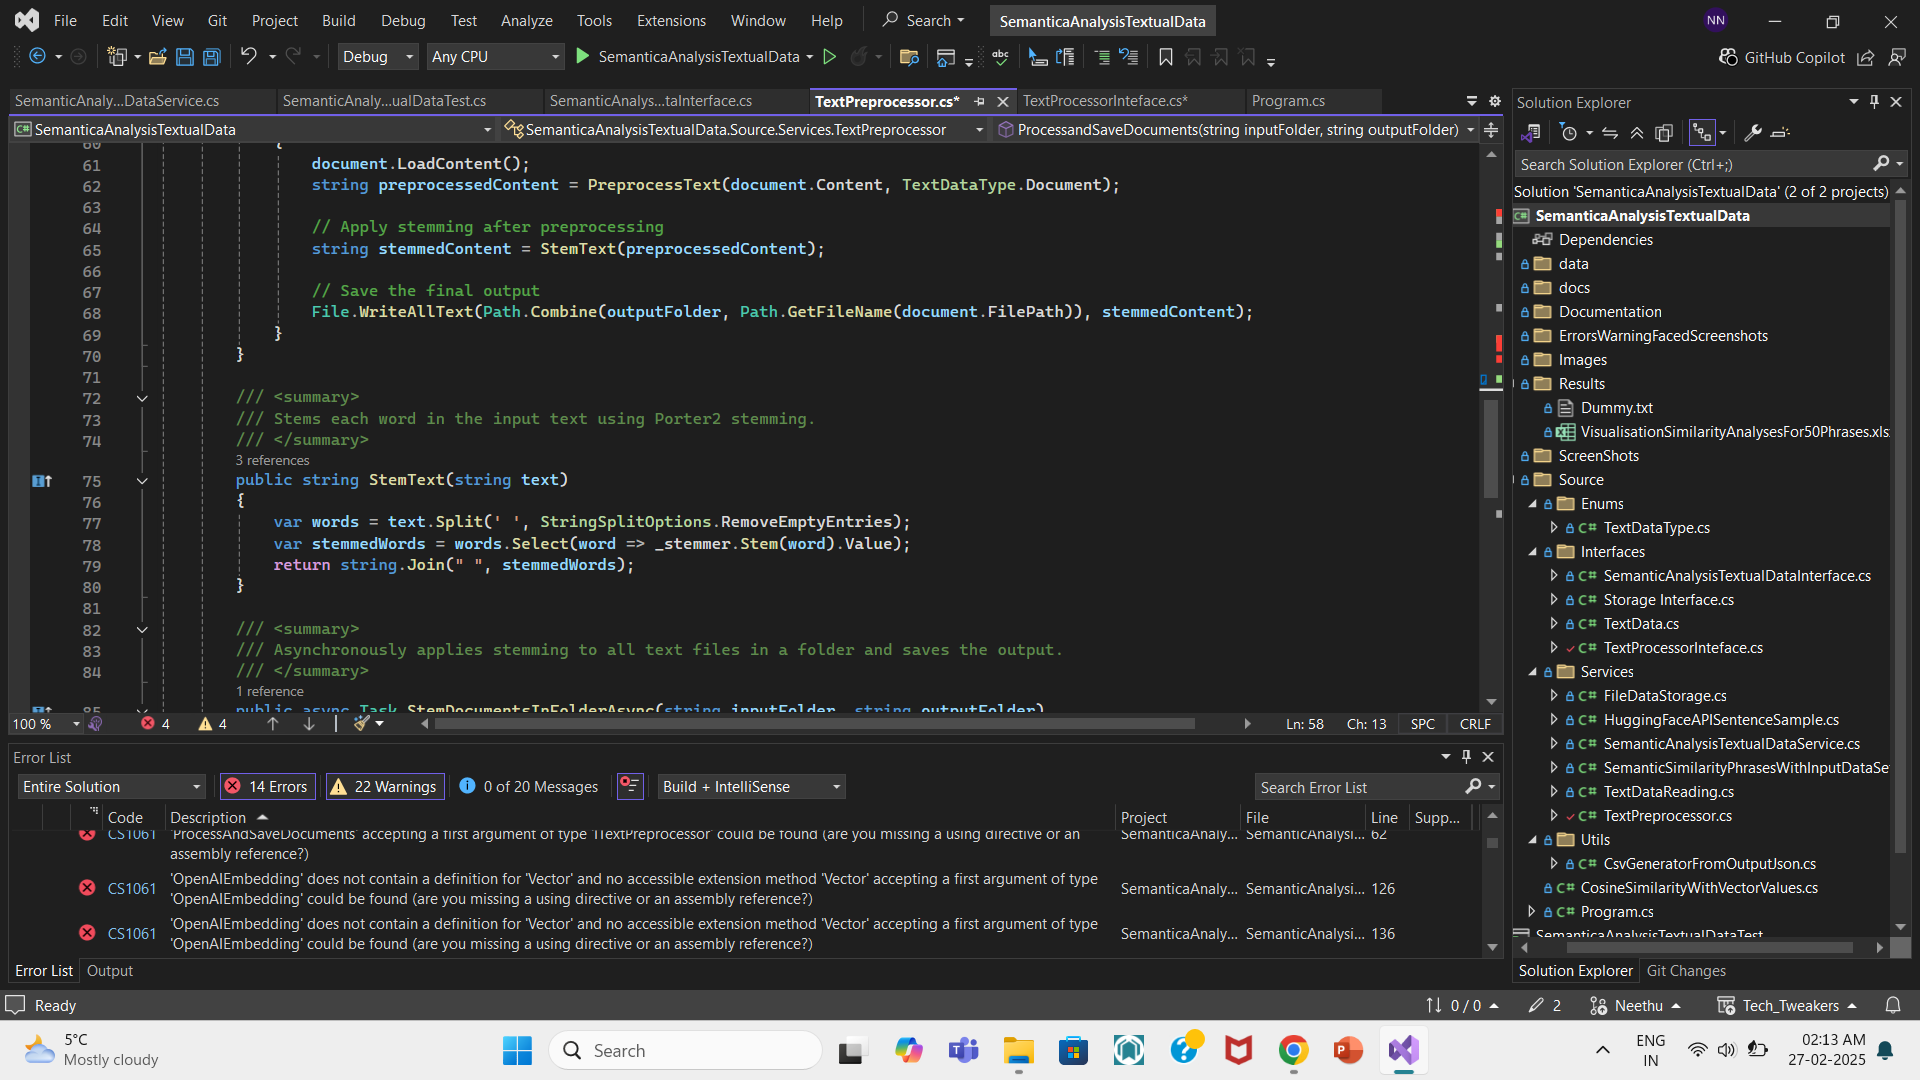 File Edit View Git Project Build Debug Test Analyze Tools Extensions Window Help Search SemanticaAnalysisTextualData NN
Debug Any CPU SemanticaAnalysisTextualData abc GitHub Copilot
SemanticAnaly...DataService.cs SemanticAnaly...ualDataTest.cs SemanticAnalys...taInterface.cs TextPreprocessor.cs* TextProcessorInteface.cs* Program.cs
SemanticaAnalysisTextualData SemanticaAnalysisTextualData.Source.Services.TextPreprocessor ProcessandSaveDocuments(string inputFolder, string outputFolder)
60 {
61 document.LoadContent();
62 string preprocessedContent = PreprocessText(document.Content, TextDataType.Document);
63
64 // Apply stemming after preprocessing
65 string stemmedContent = StemText(preprocessedContent);
66
67 // Save the final output
68 File.WriteAllText(Path.Combine(outputFolder, Path.GetFileName(document.FilePath)), stemmedContent);
69 }
70 }
71
72 /// <summary>
73 /// Stems each word in the input text using Porter2 stemming.
74 /// </summary>
3 references
75 public string StemText(string text)
76 {
77 var words = text.Split(' ', StringSplitOptions.RemoveEmptyEntries);
78 var stemmedWords = words.Select(word => _stemmer.Stem(word).Value);
79 return string.Join(" ", stemmedWords);
80 }
81
82 /// <summary>
83 /// Asynchronously applies stemming to all text files in a folder and saves the output.
84 /// </summary>
1 reference
85 public async Task StemDocumentsInFolderAsync(string inputFolder, string outputFolder)
100 % 4 4 Ln: 58 Ch: 13 SPC CRLF
Error List
Entire Solution 14 Errors 22 Warnings 0 of 20 Messages Build + IntelliSense Search Error List
Code Description Project File Line Supp...
CS1061 'ProcessAndSaveDocuments' accepting a first argument of type 'ITextPreprocessor' could be found (are you missing a using directive or an SemanticaAnaly... SemanticAnalysi... 62
assembly reference?)
'OpenAIEmbedding' does not contain a definition for 'Vector' and no accessible extension method 'Vector' accepting a first argument of type
CS1061 'OpenAIEmbedding' could be found (are you missing a using directive or an assembly reference?) SemanticaAnaly... SemanticAnalysi... 126
'OpenAIEmbedding' does not contain a definition for 'Vector' and no accessible extension method 'Vector' accepting a first argument of type
CS1061 'OpenAIEmbedding' could be found (are you missing a using directive or an assembly reference?) SemanticaAnaly... SemanticAnalysi... 136
Error List Output
Solution Explorer
Search Solution Explorer (Ctrl+;)
Solution 'SemanticaAnalysisTextualData' (2 of 2 projects)
C# SemanticaAnalysisTextualData
Dependencies
data
docs
Documentation
ErrorsWarningFacedScreenshots
Images
Results
Dummy.txt
VisualisationSimilarityAnalysesFor50Phrases.xls
ScreenShots
Source
Enums
C# TextDataType.cs
Interfaces
C# SemanticAnalysisTextualDataInterface.cs
C# Storage Interface.cs
C# TextData.cs
C# TextProcessorInteface.cs
Services
C# FileDataStorage.cs
C# HuggingFaceAPISentenceSample.cs
C# SemanticAnalysisTextualDataService.cs
C# SemanticSimilarityPhrasesWithInputDataSe
C# TextDataReading.cs
C# TextPreprocessor.cs
Utils
C# CsvGeneratorFromOutputJson.cs
C# CosineSimilarityWithVectorValues.cs
C# Program.cs
SemanticaAnalysisTextualDataTest
Solution Explorer Git Changes
Ready 0 / 0 2 Neethu Tech_Tweakers
5°C
Mostly cloudy
Search
ENG
IN
02:13 AM
27-02-2025